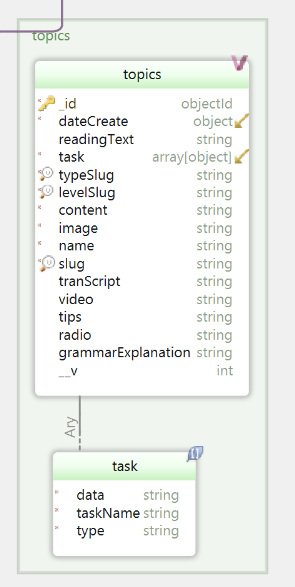 topics
topics
_id objectId
dateCreate object
readingText string
task array[object]
typeSlug string
levelSlug string
content string
image string
name string
slug string
tranScript string
video string
tips string
radio string
grammarExplanation string
__v int
Ary
task
data string
taskName string
type string